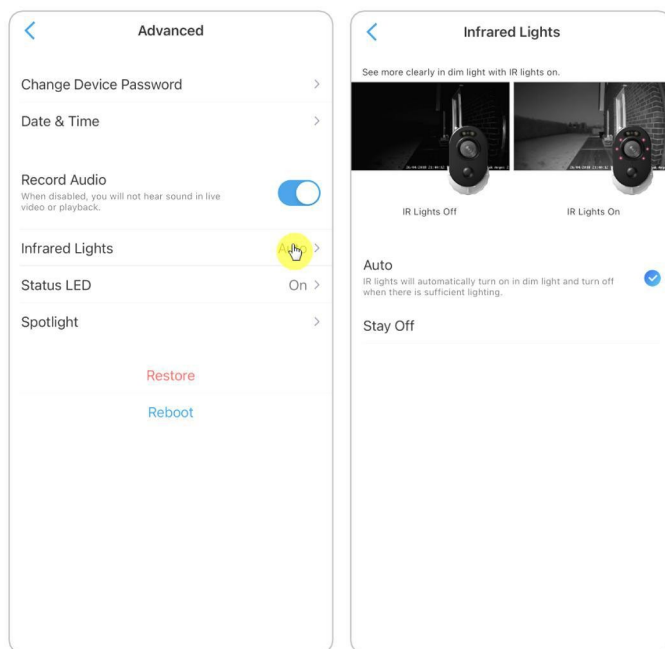 Advanced
Change Device Password
Date & Time
Record Audio
When disabled, you will not hear sound in live
video or playback.
Infrared Lights
Auto
Status LED
On
Spotlight
Restore
Reboot
Infrared Lights
See more clearly in dim light with IR lights on.
IR Lights Off
IR Lights On
Auto
IR lights will automatically turn on in dim light and turn off
when there is sufficient lighting.
Stay Off